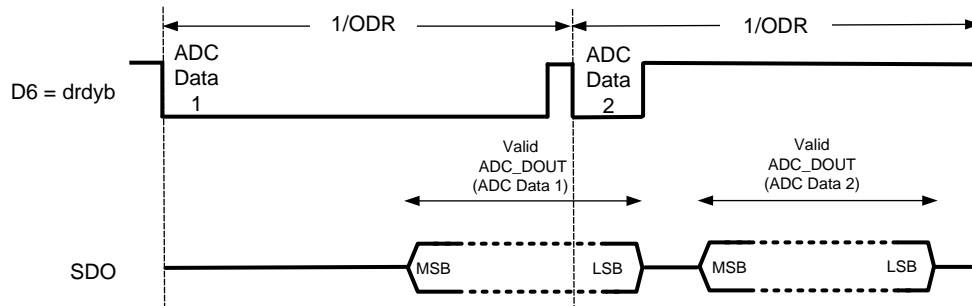 1/ODR
1/ODR
ADC
Data
1
ADC
Data
2
D6 = drdyb
Valid
ADC_DOUT
(ADC Data 1)
Valid
ADC_DOUT
(ADC Data 2)
SDO
MSB
LSB
MSB
LSB